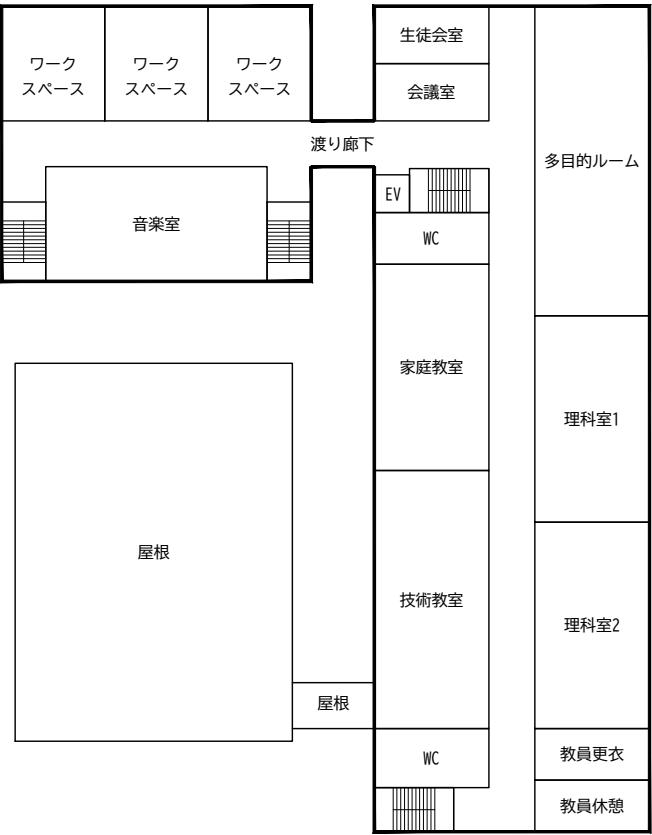 生徒会室
ワーク
スペース
ワーク
スペース
ワーク
スペース
会議室
渡り廊下
多目的ルーム
EV
音楽室
WC
家庭教室
理科室1
屋根
技術教室
理科室2
屋根
WC
教員更衣
教員休憩